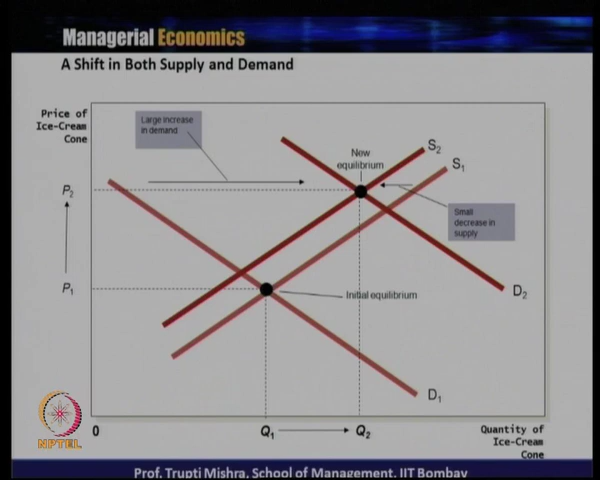 Managerial Economics
A Shift in Both Supply and Demand
Price of
Ice-Cream
Cone
Large increase
in demand
New
equilibrium
S2
S1
P2
Small
decrease in
supply
P1
Initial equilibrium
D2
D1
NPTEL
0
Q1
Q2
Quantity of
Ice-Cream
Cone
Prof. Trupti Mishra, School of Management, IIT Bombay